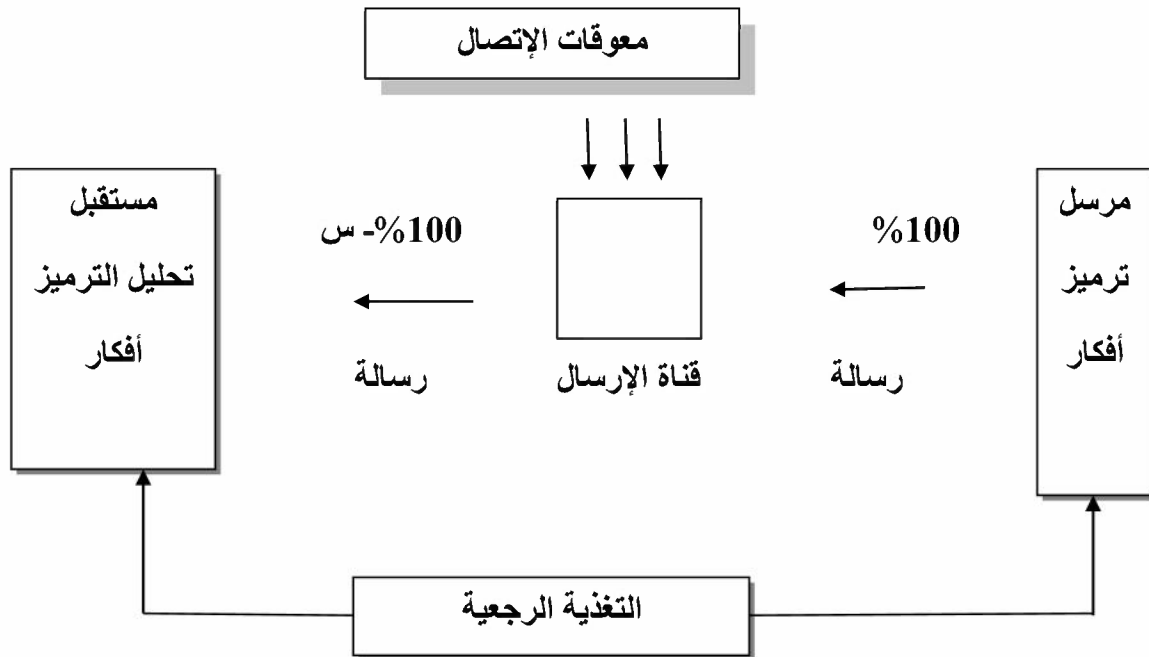 معوقات الإتصال
مرسل
ترميز
أفكار
%100
رسالة
قناة الإرسال
%100- س
رسالة
مستقبل
تحليل الترميز
أفكار
التغذية الرجعية